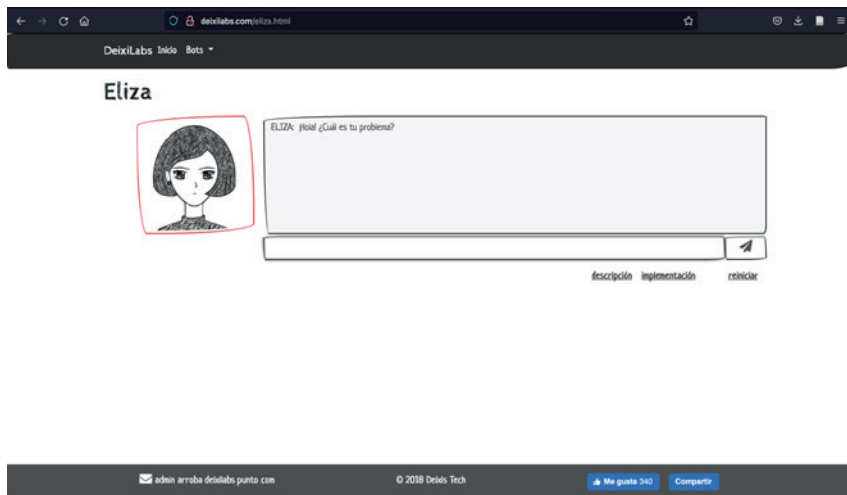 deixilabs.com/eliza.html
DeixiLabs Inicio Bots
Eliza
ELIZA: ¡Hola! ¿Cuál es tu problema?
descripción implementación reiniciar
admin arroba deixilabs punto com © 2018 Deixis Tech Me gusta 340 Compartir